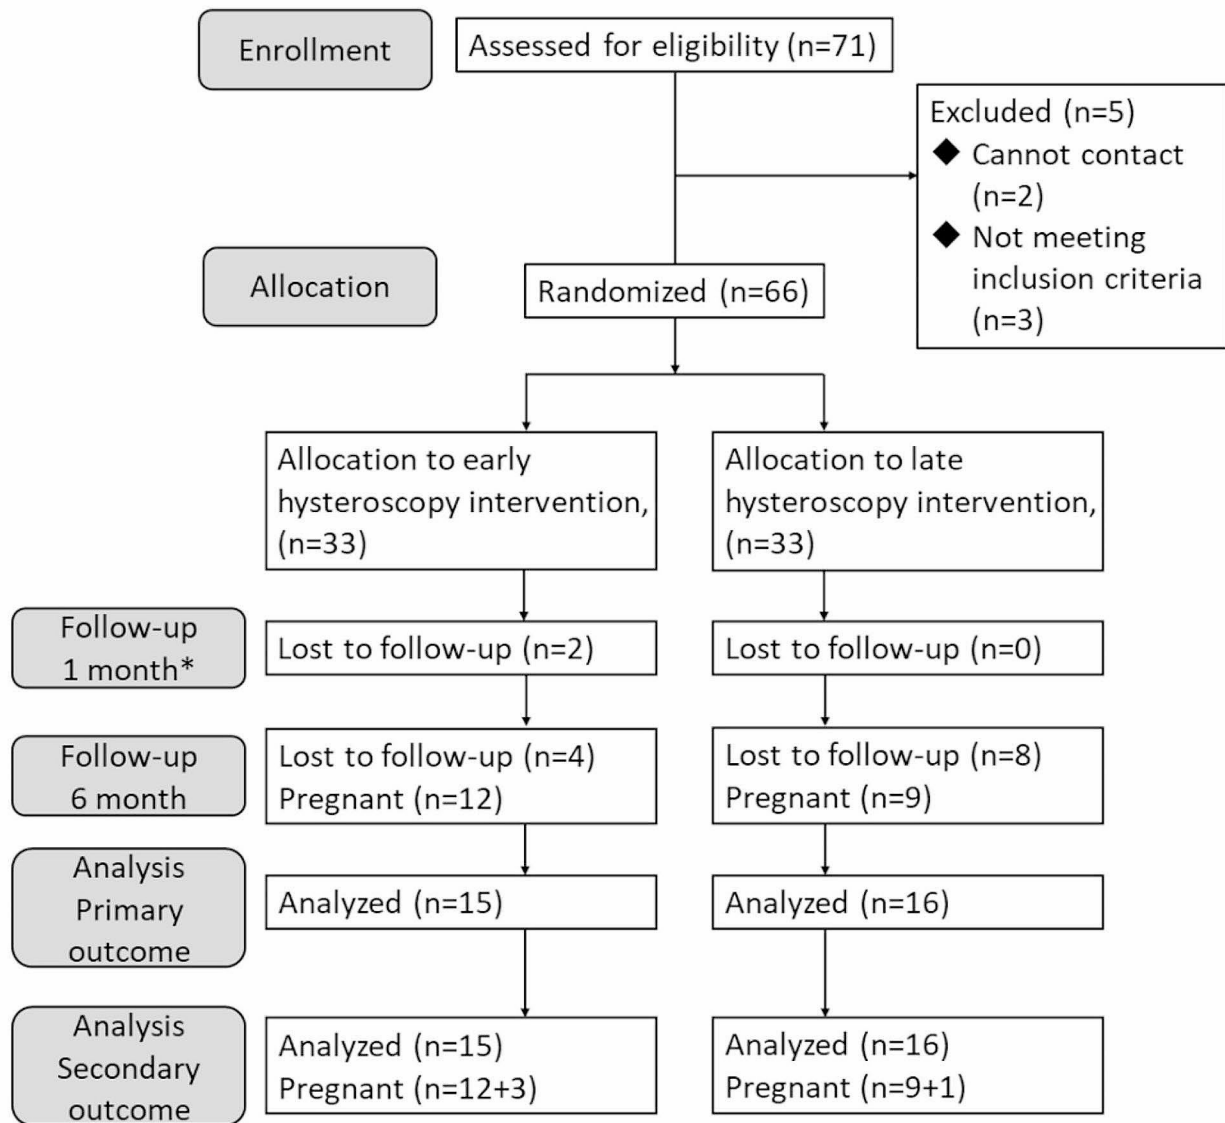 Enrollment
Assessed for eligibility (n=71)
Excluded (n=5)
◆ Cannot contact
(n=2)
◆ Not meeting
inclusion criteria
(n=3)
Allocation
Randomized (n=66)
Allocation to early
hysteroscopy intervention,
(n=33)
Allocation to late
hysteroscopy intervention,
(n=33)
Follow-up
1 month*
Lost to follow-up (n=2)
Lost to follow-up (n=0)
Follow-up
6 month
Lost to follow-up (n=4)
Pregnant (n=12)
Lost to follow-up (n=8)
Pregnant (n=9)
Analysis
Primary
outcome
Analyzed (n=15)
Analyzed (n=16)
Analysis
Secondary
outcome
Analyzed (n=15)
Pregnant (n=12+3)
Analyzed (n=16)
Pregnant (n=9+1)